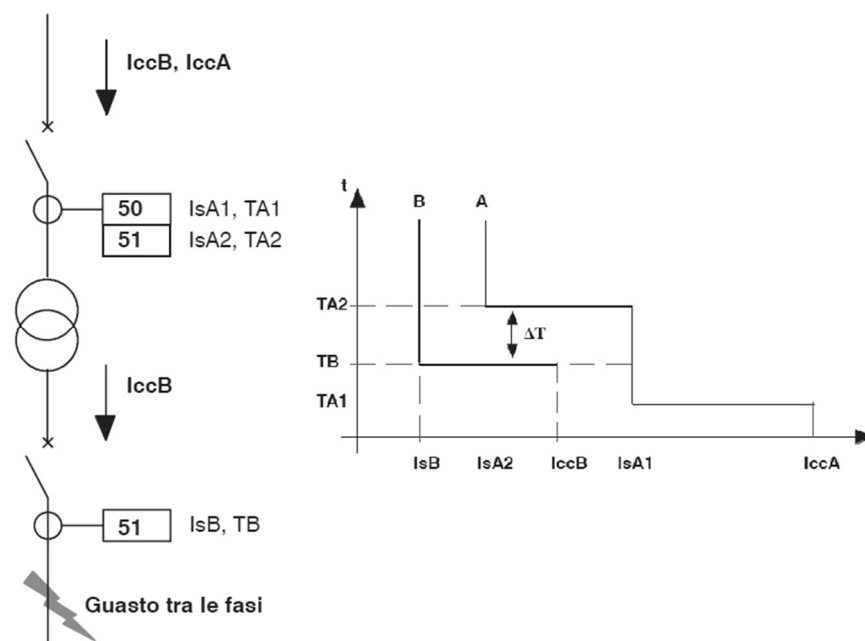 IccB, IccA
50 IsA1, TA1
51 IsA2, TA2
IccB
51 IsB, TB
Guasto tra le fasi
t B A
TA2
ΔT
TB
TA1
IsB IsA2 IccB IsA1 IccA